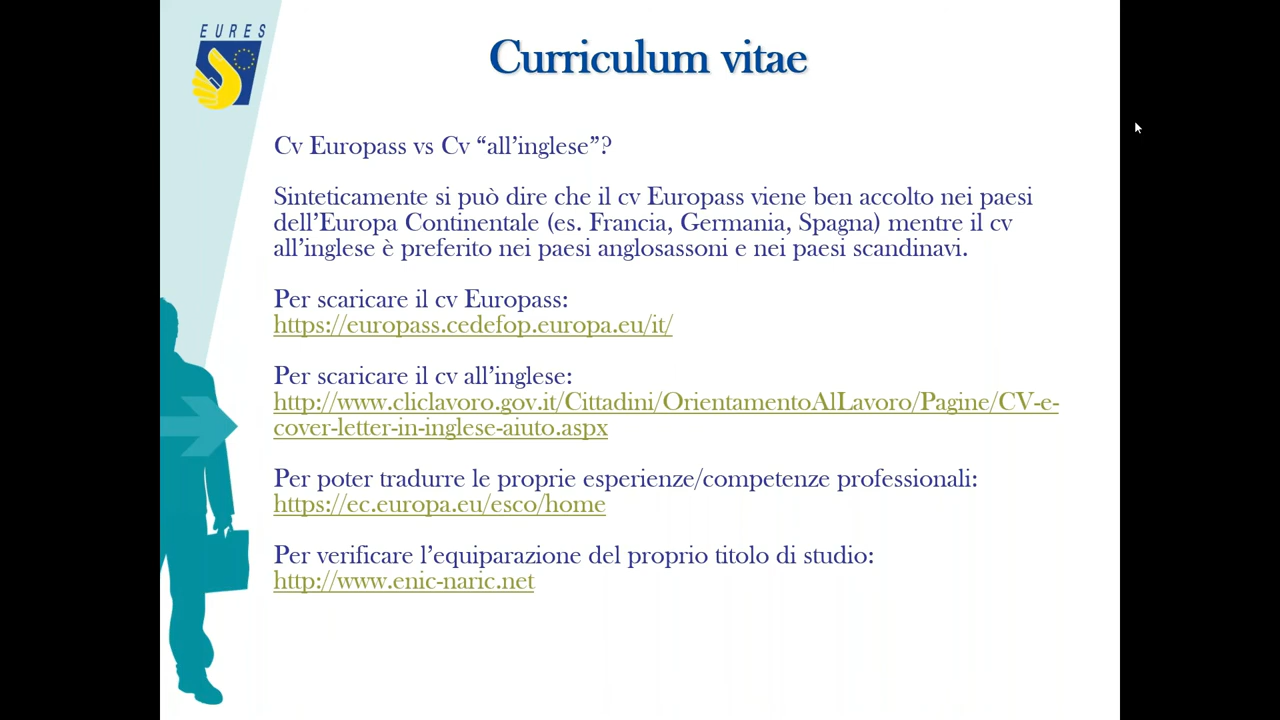 EURES
Curriculum vitae
Cv Europass vs Cv “all’inglese”?
Sinteticamente si può dire che il cv Europass viene ben accolto nei paesi
dell’Europa Continentale (es. Francia, Germania, Spagna) mentre il cv
all’inglese è preferito nei paesi anglosassoni e nei paesi scandinavi.
Per scaricare il cv Europass:
https://europass.cedefop.europa.eu/it/
Per scaricare il cv all’inglese:
http://www.cliclavoro.gov.it/Cittadini/OrientamentoAlLavoro/Pagine/CV-e-
cover-letter-in-inglese-aiuto.aspx
Per poter tradurre le proprie esperienze/competenze professionali:
https://ec.europa.eu/esco/home
Per verificare l’equiparazione del proprio titolo di studio:
http://www.enic-naric.net